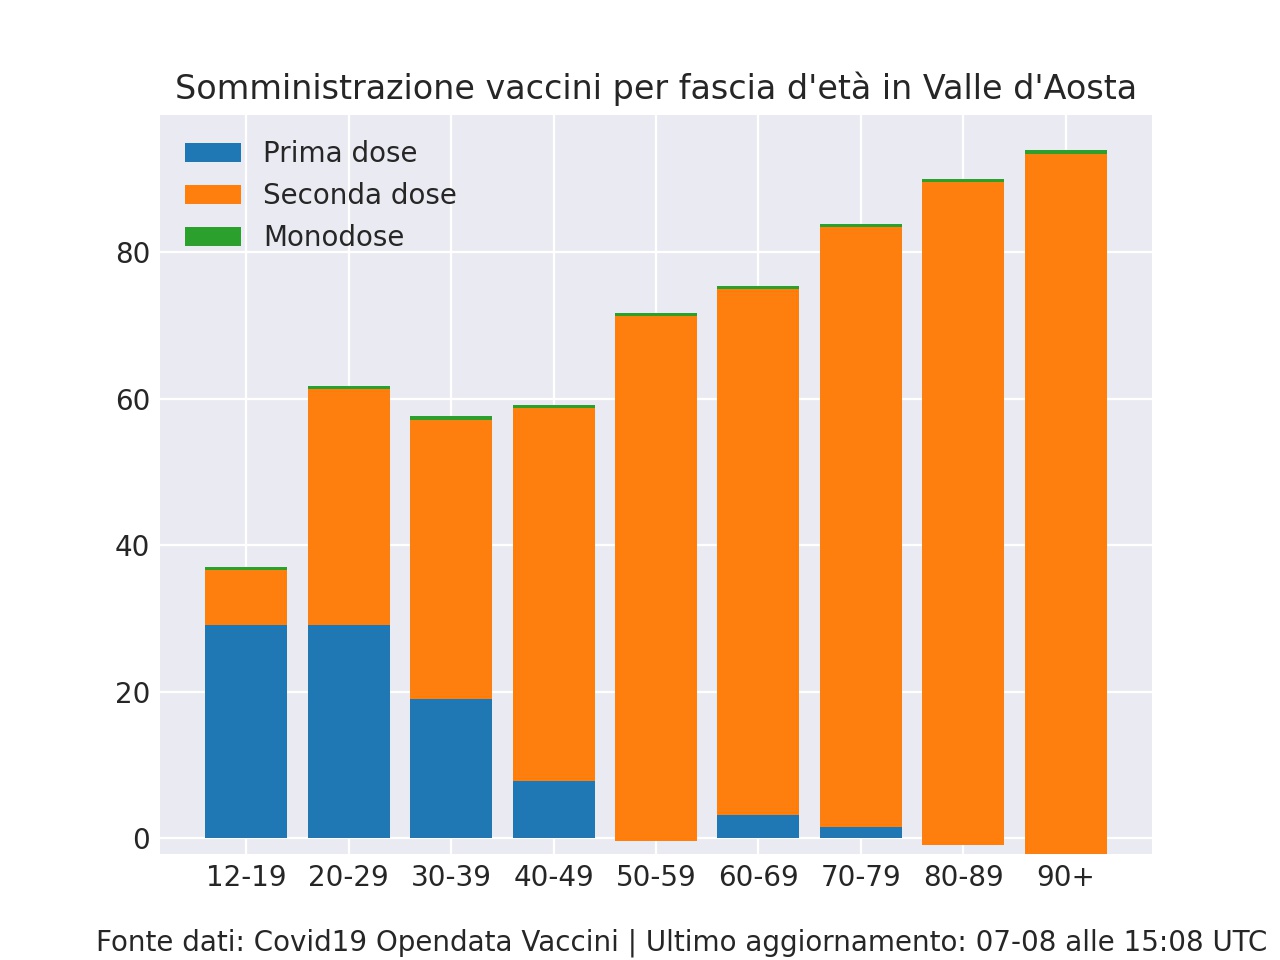 Somministrazione vaccini per fascia d'età in Valle d'Aosta
Prima dose
Seconda dose
Monodose
80
60
40
20
0
12-19 20-29 30-39 40-49 50-59 60-69 70-79 80-89 90+
Fonte dati: Covid19 Opendata Vaccini | Ultimo aggiornamento: 07-08 alle 15:08 UTC